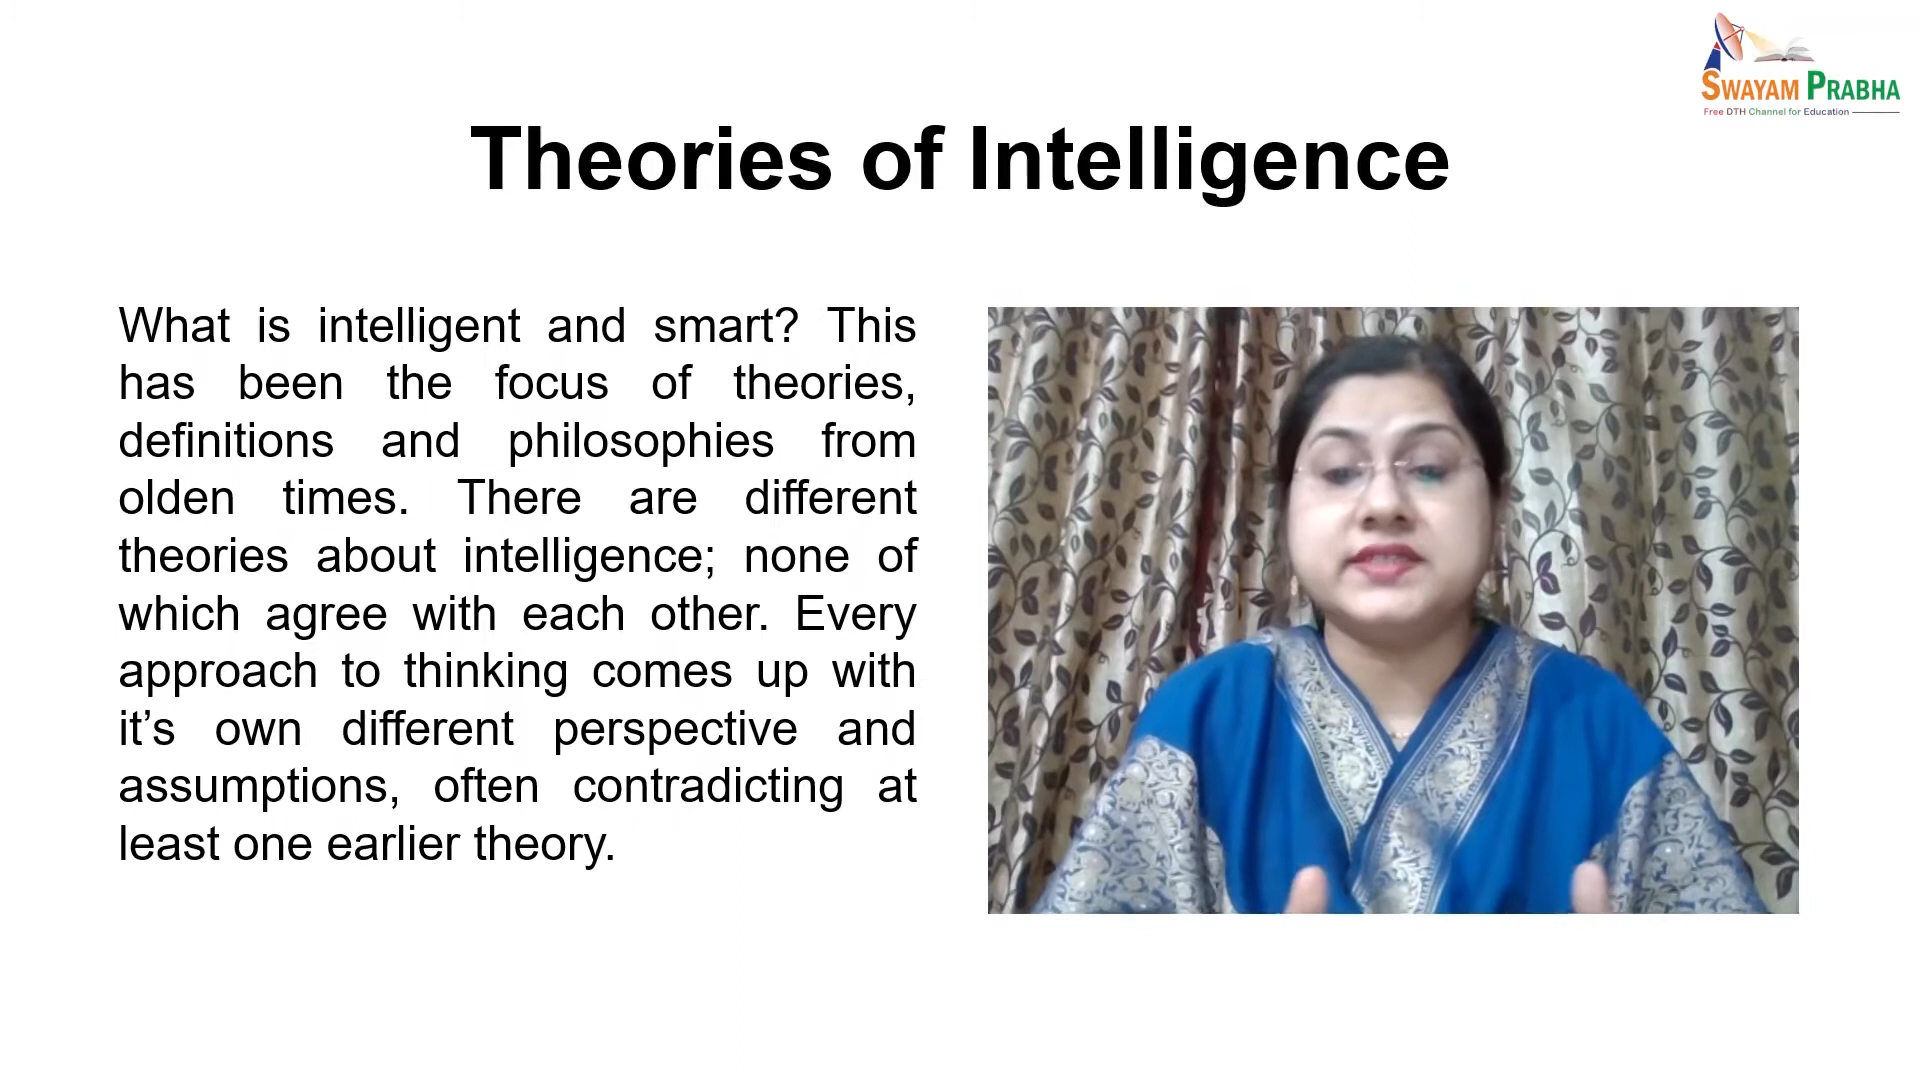 SWAYAM PRABHA
Free DTH Channel for Education
Theories of Intelligence
What is intelligent and smart? This
has been the focus of theories,
definitions and philosophies from
olden times. There are different
theories about intelligence; none of
which agree with each other. Every
approach to thinking comes up with
it’s own different perspective and
assumptions, often contradicting at
least one earlier theory.